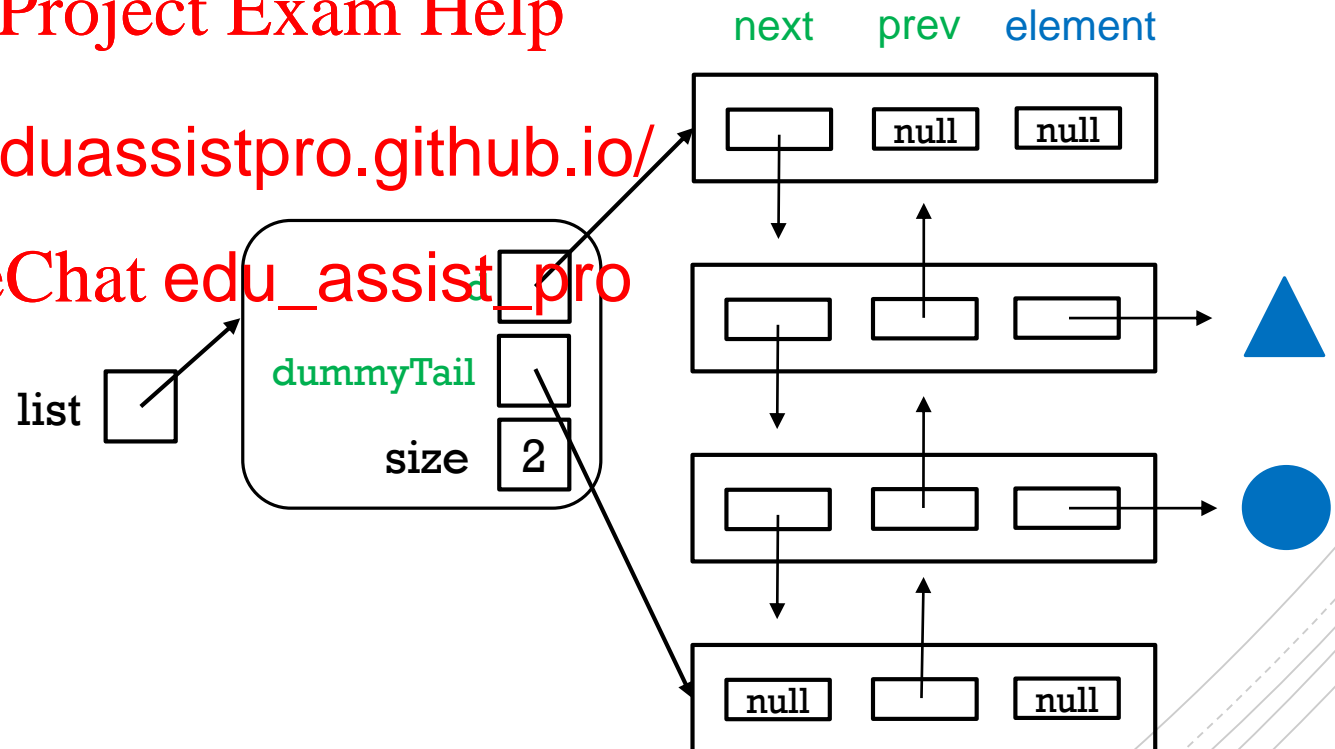 Project Exam Help
next prev element
null null
duassistpro.github.io/
eChat edu_assist_pro
dummyTail
list
size 2
null null